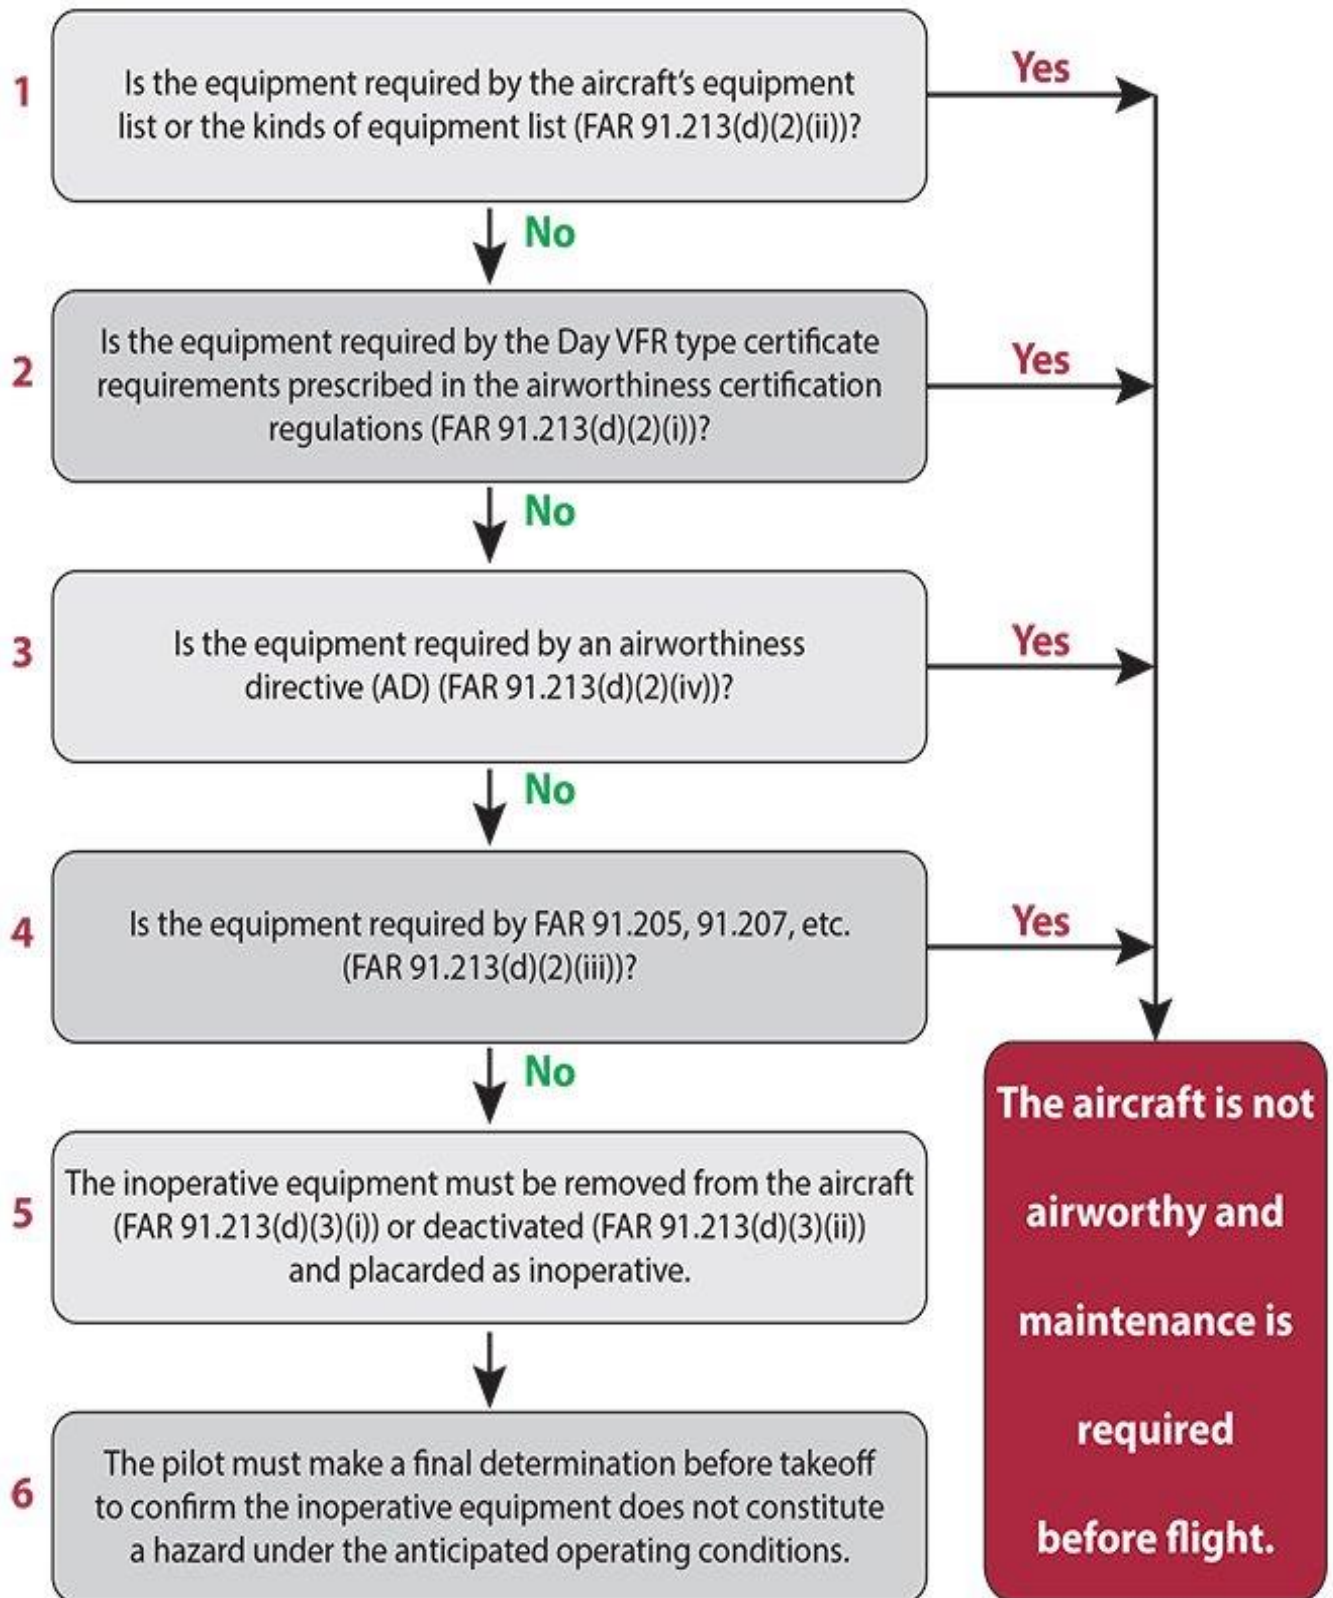 1
Is the equipment required by the aircraft's equipment
list or the kinds of equipment list (FAR 91.213(d)(2)(ii))?
Yes
No
2
Is the equipment required by the Day VFR type certificate
requirements prescribed in the airworthiness certification
regulations (FAR 91.213(d)(2)(i))?
Yes
No
3
Is the equipment required by an airworthiness
directive (AD) (FAR 91.213(d)(2)(iv))?
Yes
No
4
Is the equipment required by FAR 91.205, 91.207, etc.
(FAR 91.213(d)(2)(iii))?
Yes
No
5
The inoperative equipment must be removed from the aircraft
(FAR 91.213(d)(3)(i)) or deactivated (FAR 91.213(d)(3)(ii))
and placarded as inoperative.
6
The pilot must make a final determination before takeoff
to confirm the inoperative equipment does not constitute
a hazard under the anticipated operating conditions.
The aircraft is not
airworthy and
maintenance is
required
before flight.